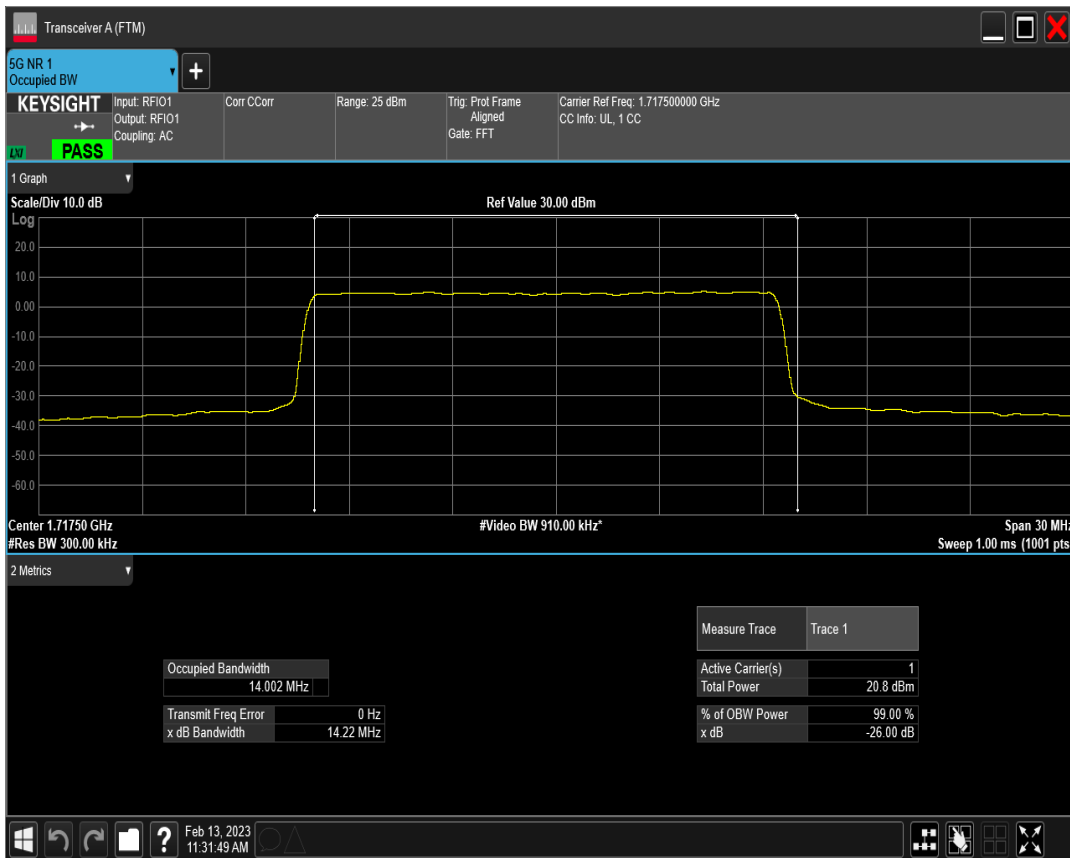 Transceiver A (FTM)
5G NR 1
Occupied BW
+
KEYSIGHT
LXI
PASS
Input: RFIO1
Output: RFIO1
Coupling: AC
Corr CCorr
Range: 25 dBm
Trig: Prot Frame
Aligned
Gate: FFT
Carrier Ref Freq: 1.717500000 GHz
CC Info: UL, 1 CC
1 Graph
Scale/Div 10.0 dB
Ref Value 30.00 dBm
Log
20.0
10.0
0.00
-10.0
-20.0
-30.0
-40.0
-50.0
-60.0
Center 1.71750 GHz
#Video BW 910.00 kHz*
Span 30 MHz
#Res BW 300.00 kHz
Sweep 1.00 ms (1001 pts
2 Metrics
Measure Trace Trace 1
Occupied Bandwidth
14.002 MHz
Active Carrier(s) 1
Total Power 20.8 dBm
Transmit Freq Error 0 Hz
x dB Bandwidth 14.22 MHz
% of OBW Power 99.00 %
x dB -26.00 dB
?
Feb 13, 2023
11:31:49 AM